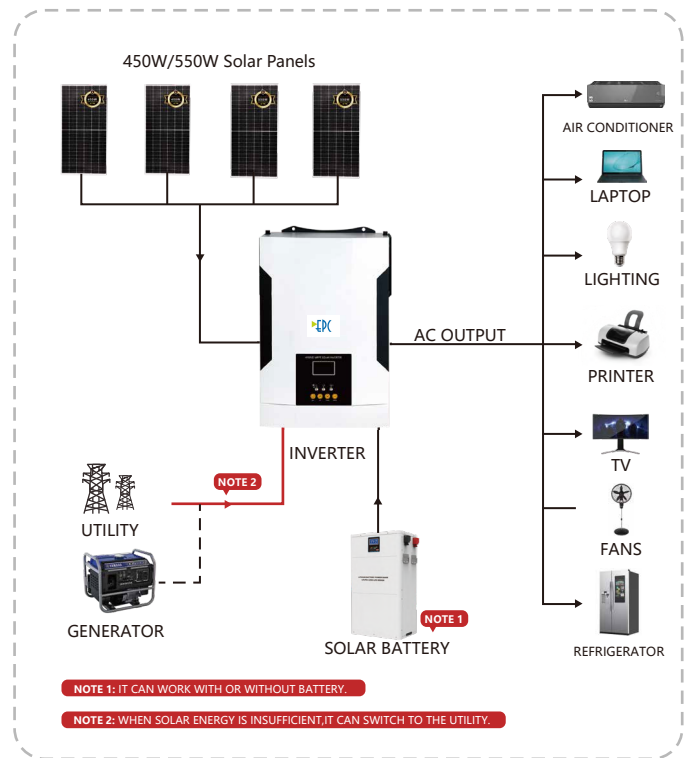 450W/550W Solar Panels
AIR CONDITIONER
LAPTOP
LIGHTING
EPC
AC OUTPUT
PRINTER
INVERTER
TV
NOTE 2
UTILITY
FANS
GENERATOR
NOTE 1
SOLAR BATTERY
REFRIGERATOR
NOTE 1: IT CAN WORK WITH OR WITHOUT BATTERY.
NOTE 2: WHEN SOLAR ENERGY IS INSUFFICIENT,IT CAN SWITCH TO THE UTILITY.